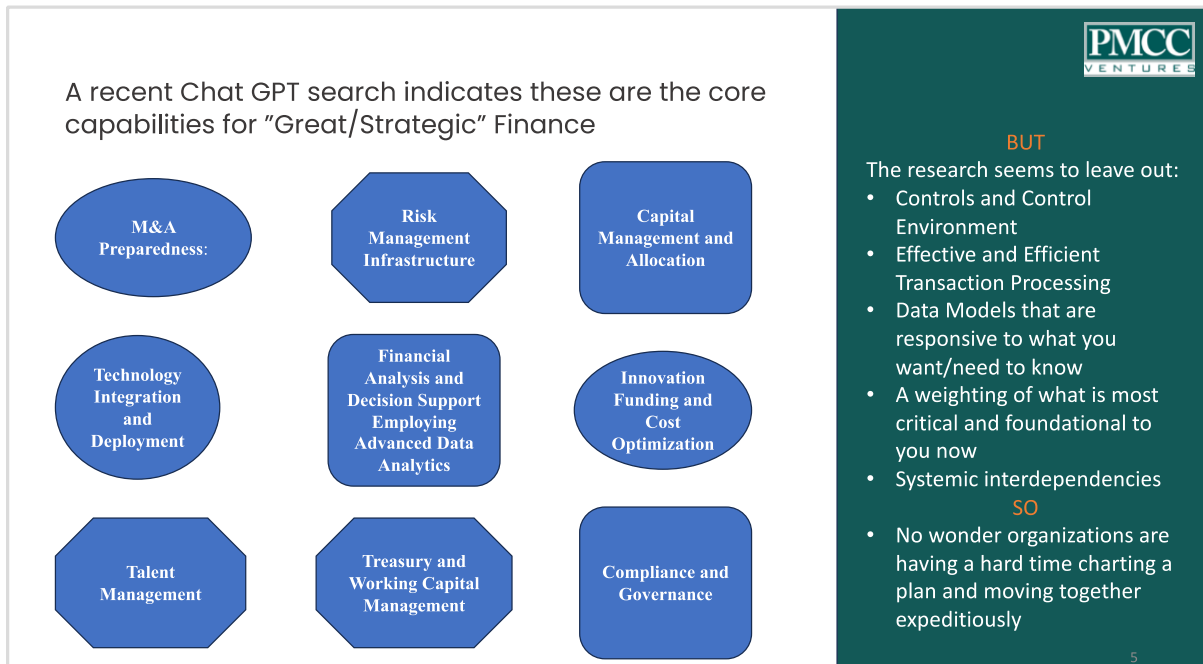 A recent Chat GPT search indicates these are the core
capabilities for ”Great/Strategic” Finance
M&A
Preparedness:
Risk
Management
Infrastructure
Capital
Management and
Allocation
Technology
Integration
and
Deployment
Financial
Analysis and
Decision Support
Employing
Advanced Data
Analytics
Innovation
Funding and
Cost
Optimization
Talent
Management
Treasury and
Working Capital
Management
Compliance and
Governance
PMCC
VENTURES
BUT
The research seems to leave out:
• Controls and Control
Environment
• Effective and Efficient
Transaction Processing
• Data Models that are
responsive to what you
want/need to know
• A weighting of what is most
critical and foundational to
you now
• Systemic interdependencies
SO
• No wonder organizations are
having a hard time charting a
plan and moving together
expeditiously
5